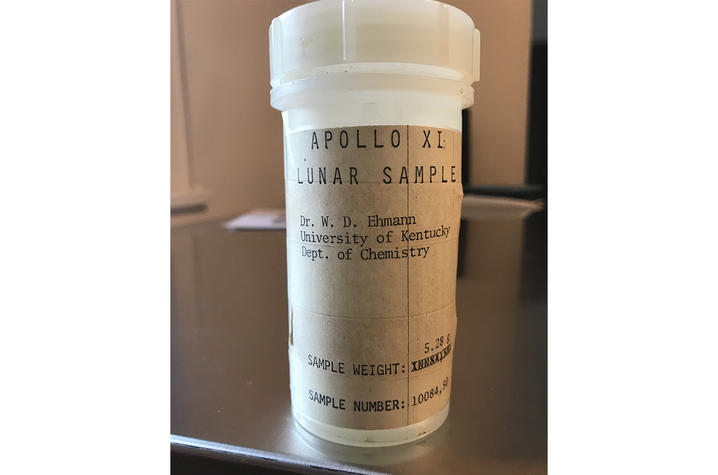 APOLLO XI
LUNAR SAMPLE
Dr. W. D. Ehmann
University of Kentucky
Dept. of Chemistry
5.28 g
SAMPLE WEIGHT:
SAMPLE NUMBER: 10084,